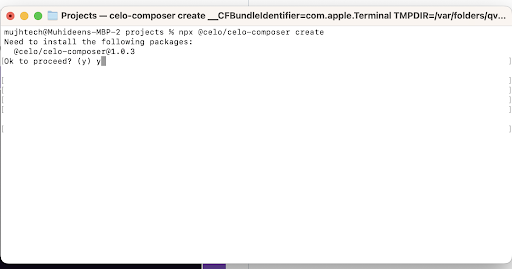 Projects — celo-composer create __CFBundleIdentifier=com.apple.Terminal TMPDIR=/var/folders/qv...
mujhtech@Muhideens-MBP-2 projects % npx @celo/celo-composer create
Need to install the following packages:
@celo/celo-composer@1.0.3
Ok to proceed? (y) y